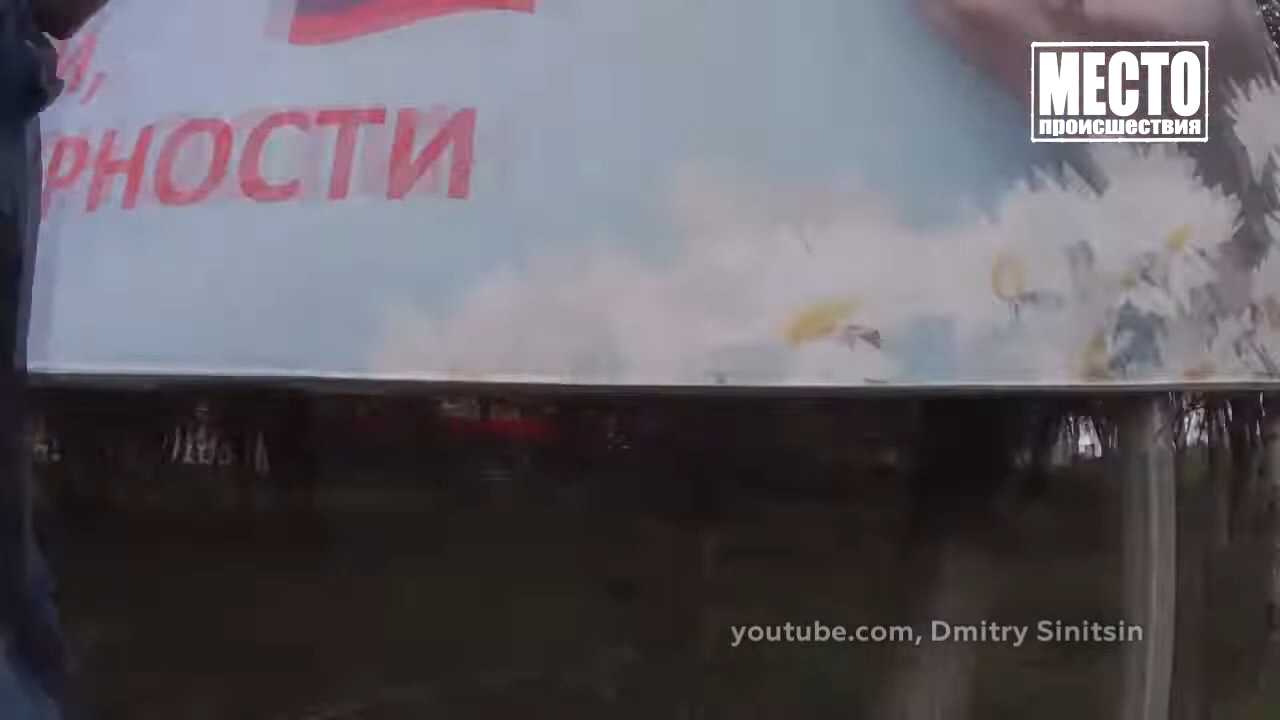 И,
РНОСТИ
МЕСТО
ПРОИСШЕСТВИЯ
youtube.com, Dmitry Sinitsin